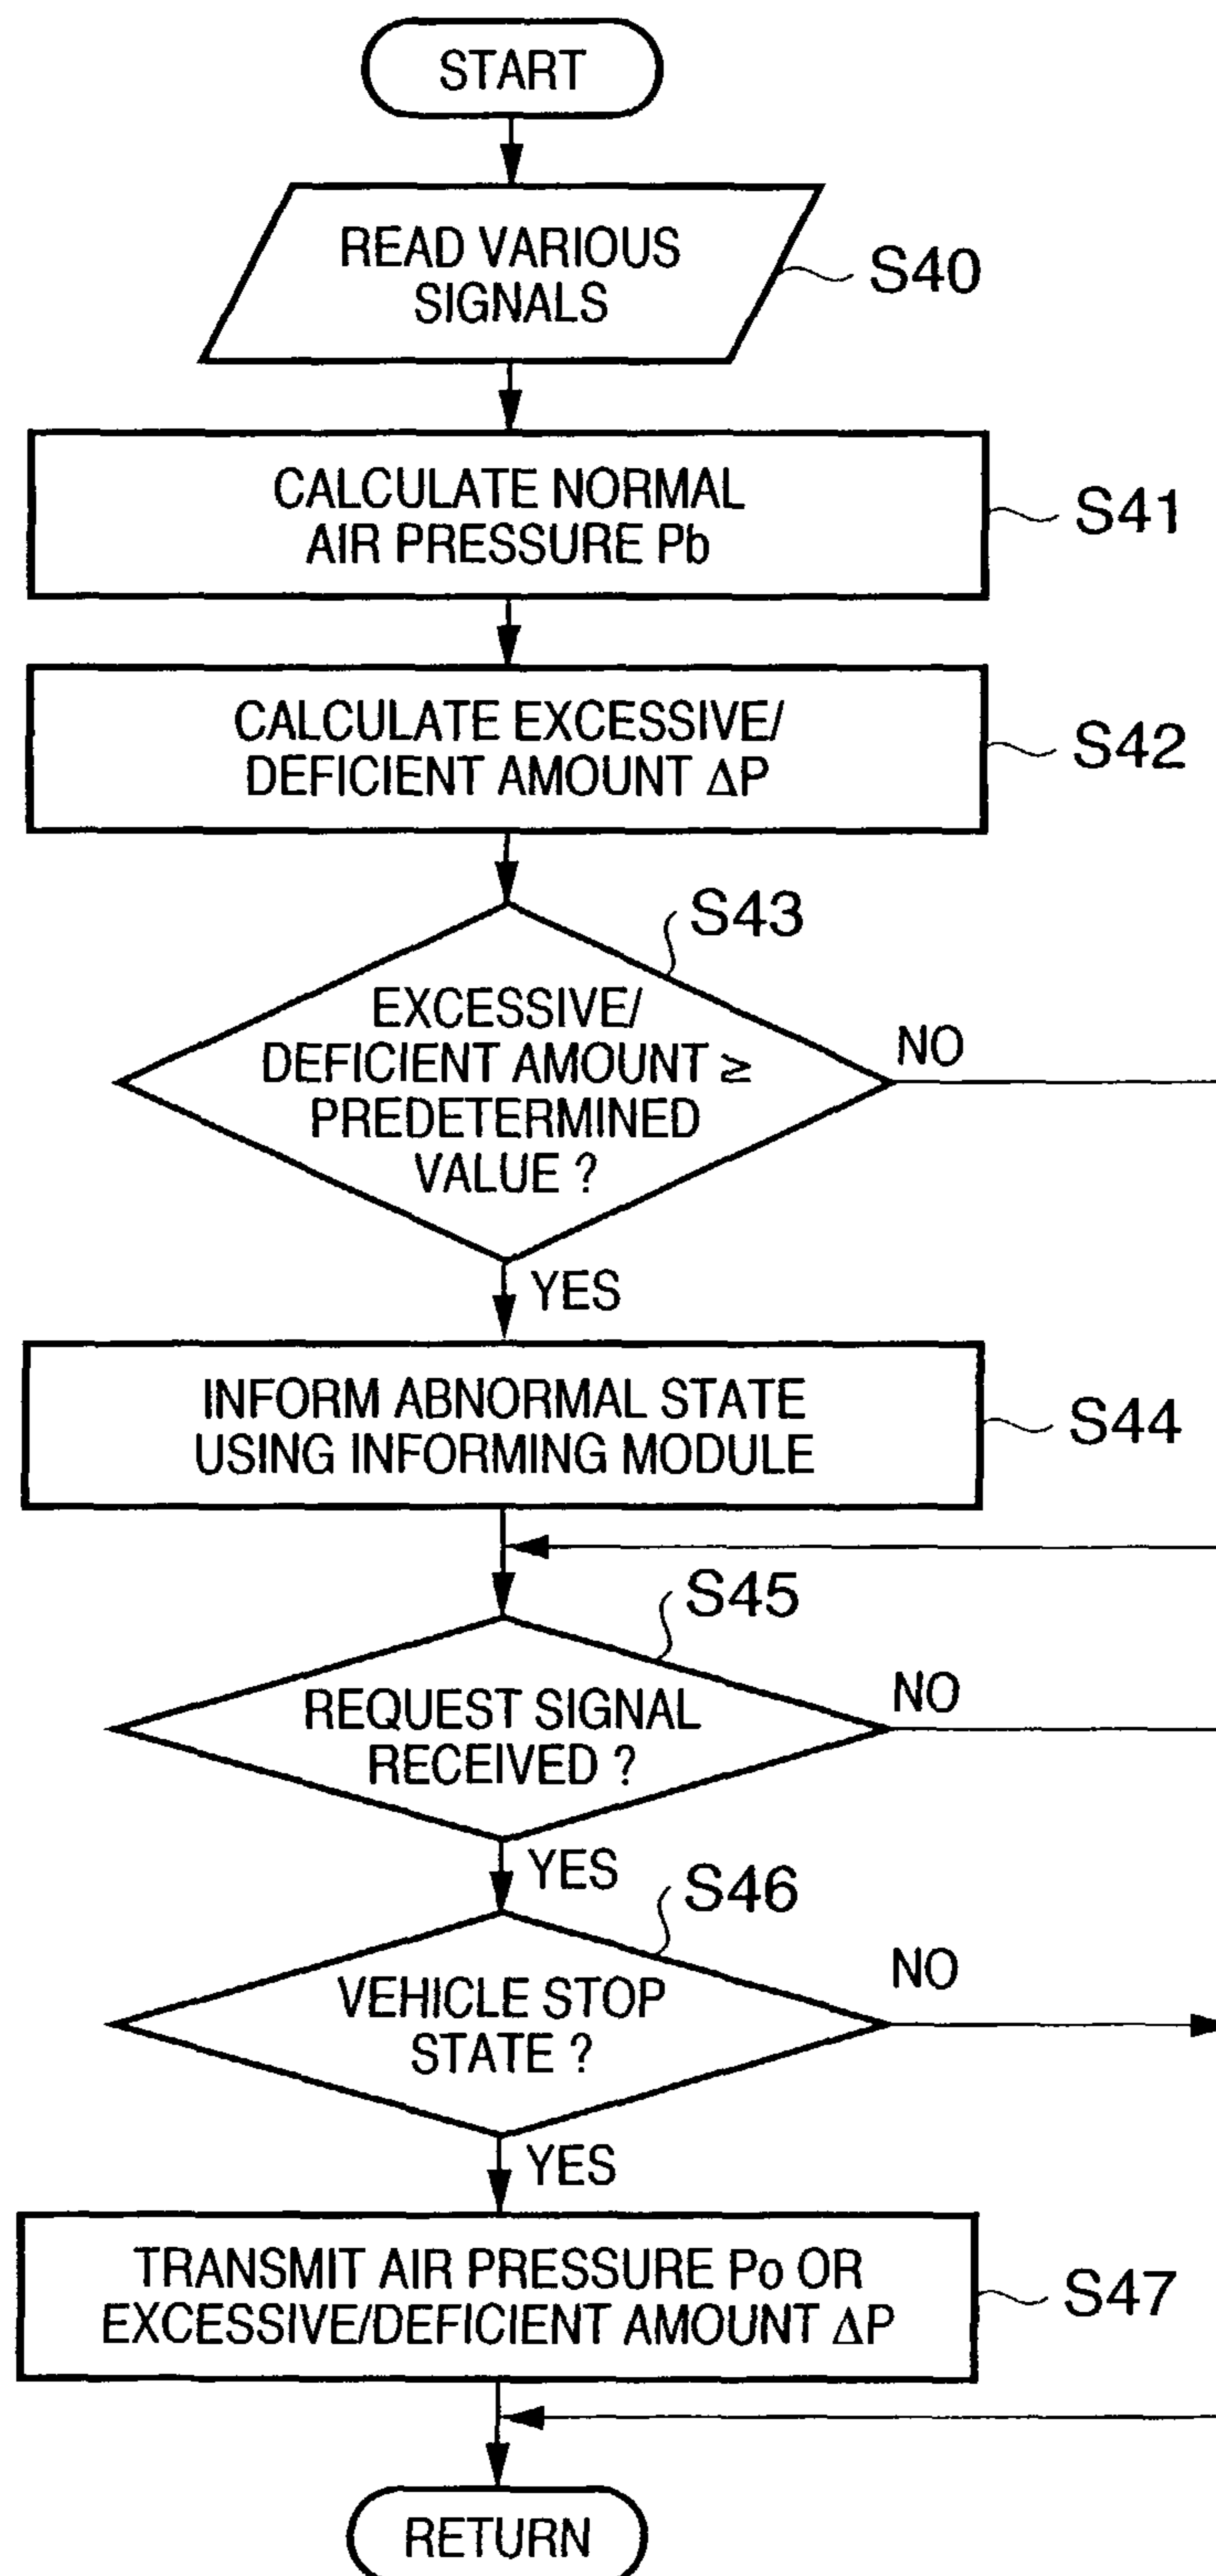 START
READ VARIOUS
SIGNALS
S40
CALCULATE NORMAL
AIR PRESSURE Pb
S41
CALCULATE EXCESSIVE/
DEFICIENT AMOUNT ΔP
S42
S43
EXCESSIVE/
DEFICIENT AMOUNT ≥
PREDETERMINED
VALUE ?
NO
YES
INFORM ABNORMAL STATE
USING INFORMING MODULE
S44
S45
REQUEST SIGNAL
RECEIVED ?
NO
YES
S46
VEHICLE STOP
STATE ?
NO
YES
TRANSMIT AIR PRESSURE Po OR
EXCESSIVE/DEFICIENT AMOUNT ΔP
S47
RETURN